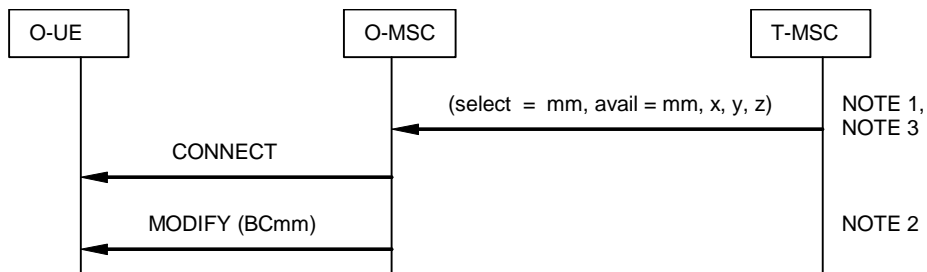 O-UE
O-MSC
T-MSC
(select = mm, avail = mm, x, y, z)
NOTE 1,
NOTE 3
CONNECT
MODIFY (BCmm)
NOTE 2